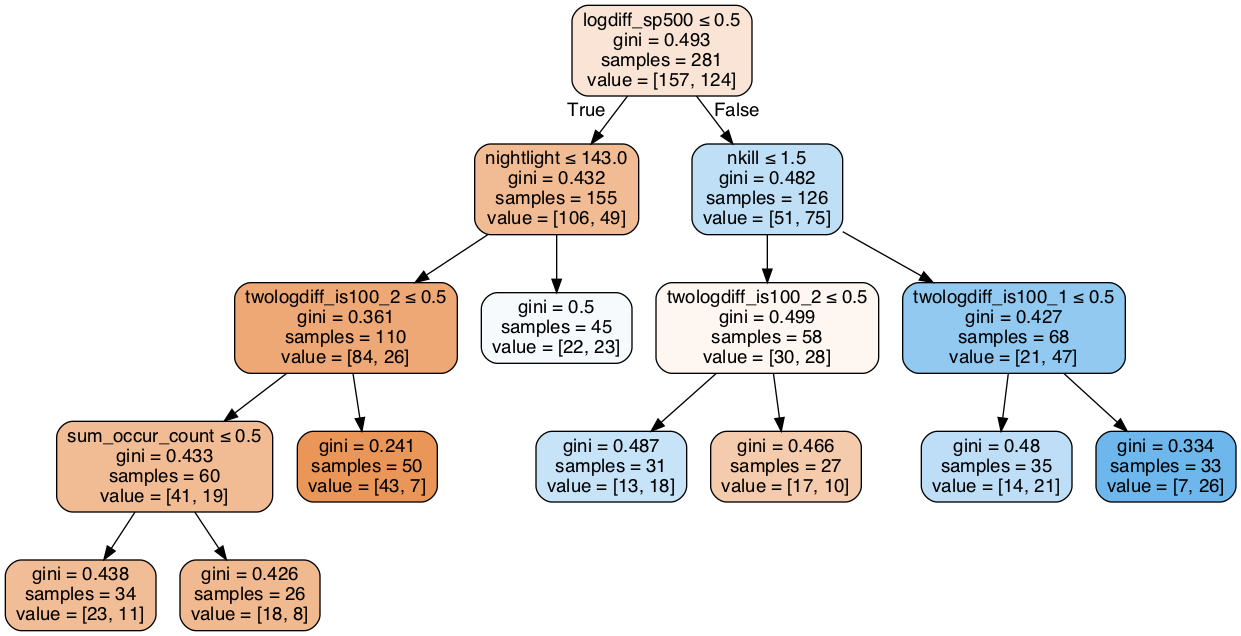 logdiff_sp500 ≤ 0.5
gini = 0.493
samples = 281
value = [157, 124]
True
False
nightlight ≤ 143.0
gini = 0.432
samples = 155
value = [106, 49]
nkill ≤ 1.5
gini = 0.482
samples = 126
value = [51, 75]
twologdiff_is100_2 ≤ 0.5
gini = 0.361
samples = 110
value = [84, 26]
gini = 0.5
samples = 45
value = [22, 23]
twologdiff_is100_2 ≤ 0.5
gini = 0.499
samples = 58
value = [30, 28]
twologdiff_is100_1 ≤ 0.5
gini = 0.427
samples = 68
value = [21, 47]
sum_occur_count ≤ 0.5
gini = 0.433
samples = 60
value = [41, 19]
gini = 0.241
samples = 50
value = [43, 7]
gini = 0.487
samples = 31
value = [13, 18]
gini = 0.466
samples = 27
value = [17, 10]
gini = 0.48
samples = 35
value = [14, 21]
gini = 0.334
samples = 33
value = [7, 26]
gini = 0.438
samples = 34
value = [23, 11]
gini = 0.426
samples = 26
value = [18, 8]